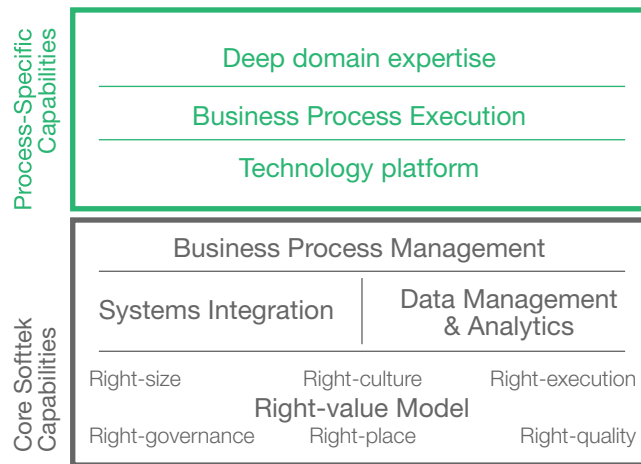 Process-Specific
Capabilities
Deep domain expertise
Business Process Execution
Technology platform
Core Softtek
Capabilities
Business Process Management
Systems Integration
Data Management
& Analytics
Right-size Right-culture Right-execution
Right-value Model
Right-governance Right-place Right-quality